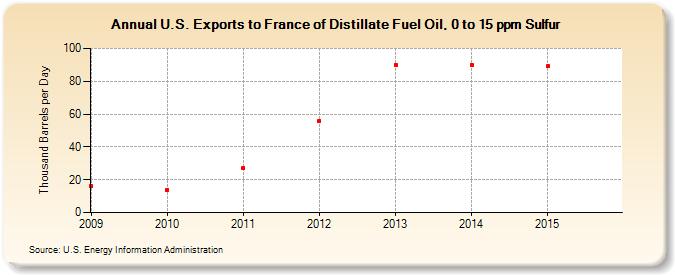 Annual U.S. Exports to France of Distillate Fuel Oil, 0 to 15 ppm Sulfur
Thousand Barrels per Day
100
80
60
40
20
0
2009 2010 2011 2012 2013 2014 2015
Source: U.S. Energy Information Administration